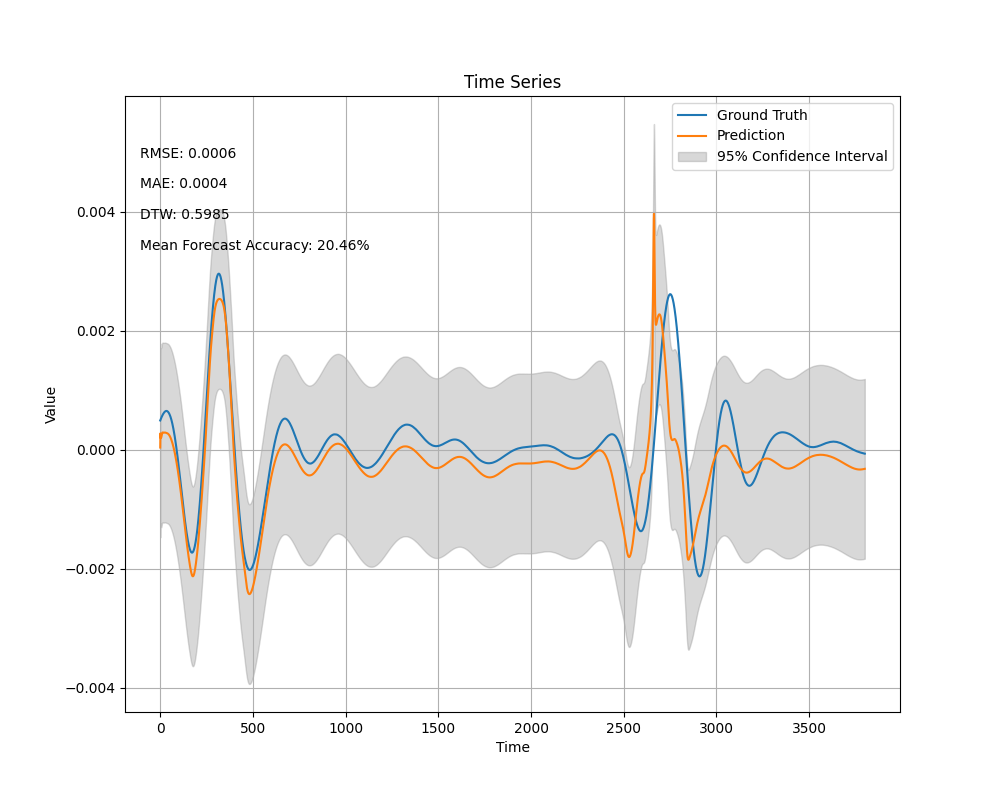 Time Series
Ground Truth
Prediction
95% Confidence Interval
RMSE: 0.0006
MAE: 0.0004
DTW: 0.5985
Mean Forecast Accuracy: 20.46%
Value
0.004
0.002
0.000
−0.002
−0.004
0 500 1000 1500 2000 2500 3000 3500
Time